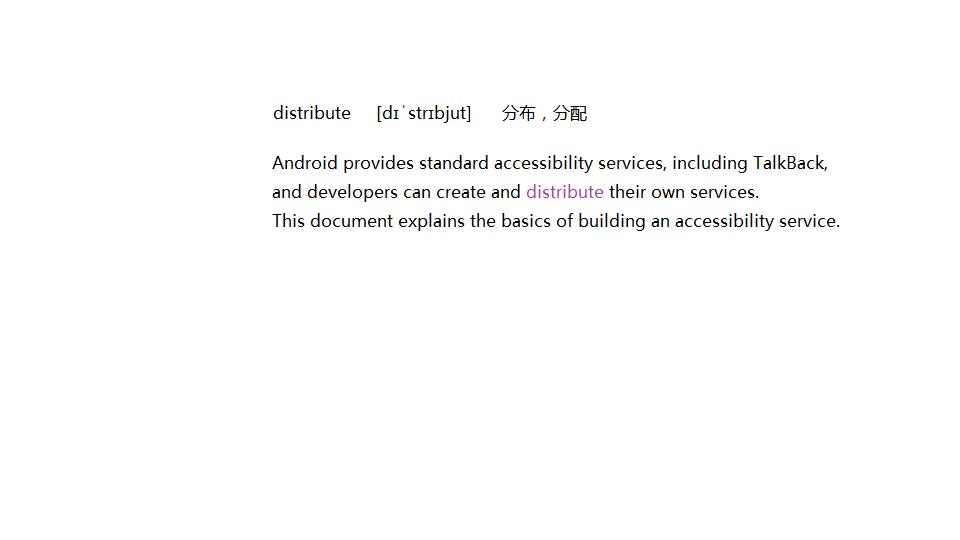 distribute [dɪˈstrɪbjut] 分布，分配
Android provides standard accessibility services, including TalkBack,
and developers can create and distribute their own services.
This document explains the basics of building an accessibility service.